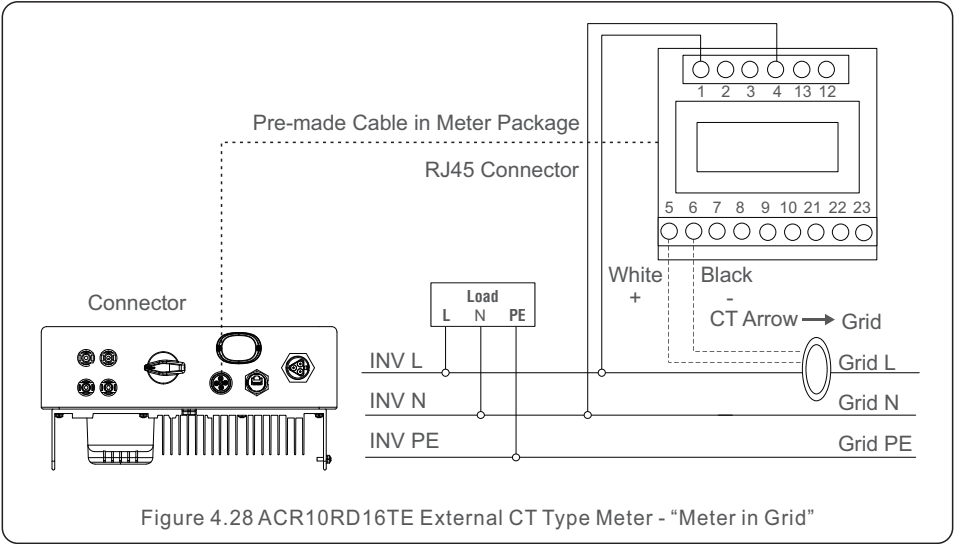 1 2 3 4 13 12
Pre-made Cable in Meter Package
RJ45 Connector
5 6 7 8 9 10 21 22 23
White Black
+ -
CT Arrow → Grid
Connector
Load
L N PE
INV L Grid L
INV N Grid N
INV PE Grid PE
Figure 4.28 ACR10RD16TE External CT Type Meter - “Meter in Grid”